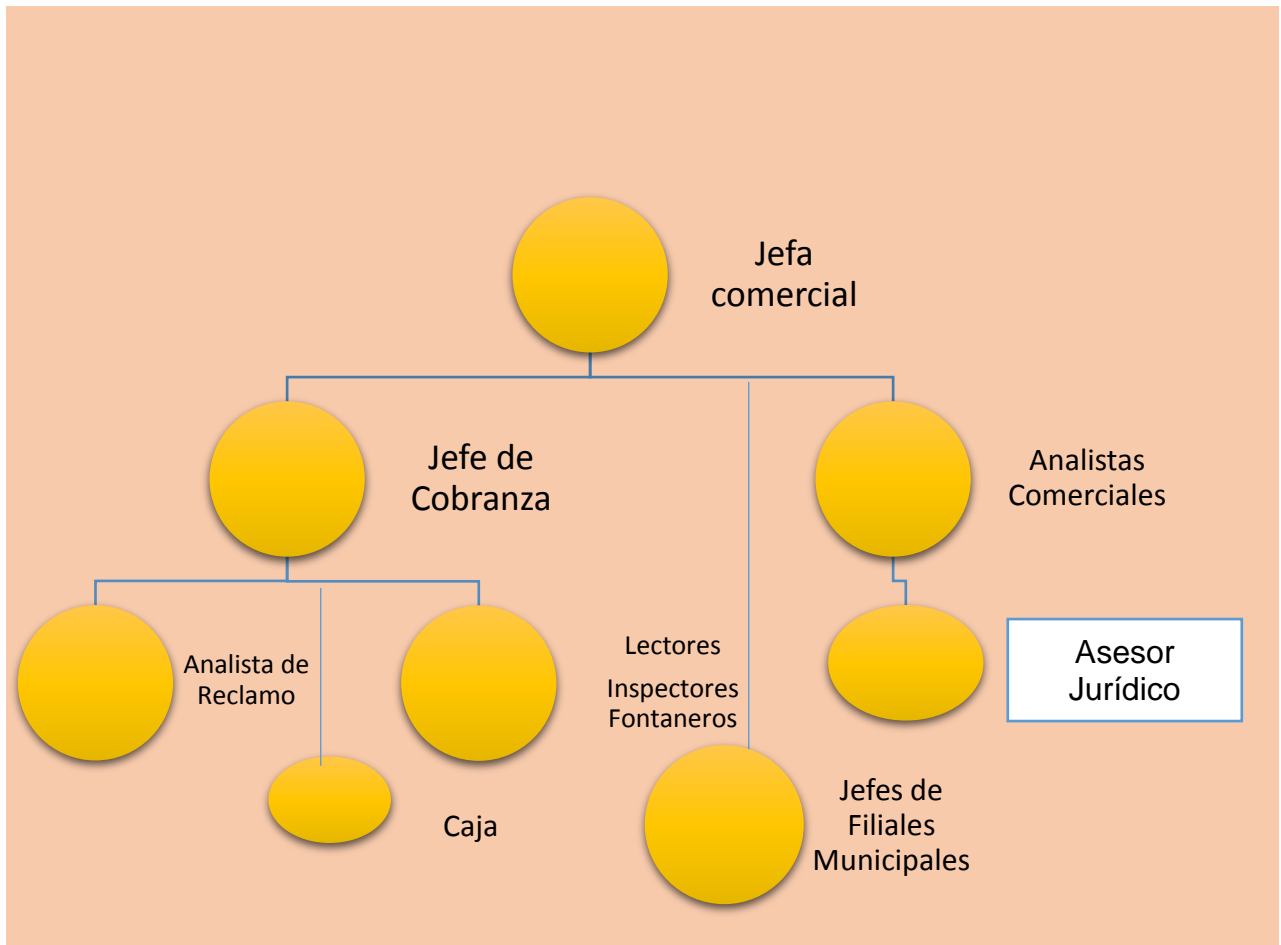 Jefa
comercial
Jefe de
Cobranza
Analistas
Comerciales
Analista de
Reclamo
Lectores
Inspectores
Fontaneros
Asesor
Jurídico
Caja
Jefes de
Filiales
Municipales